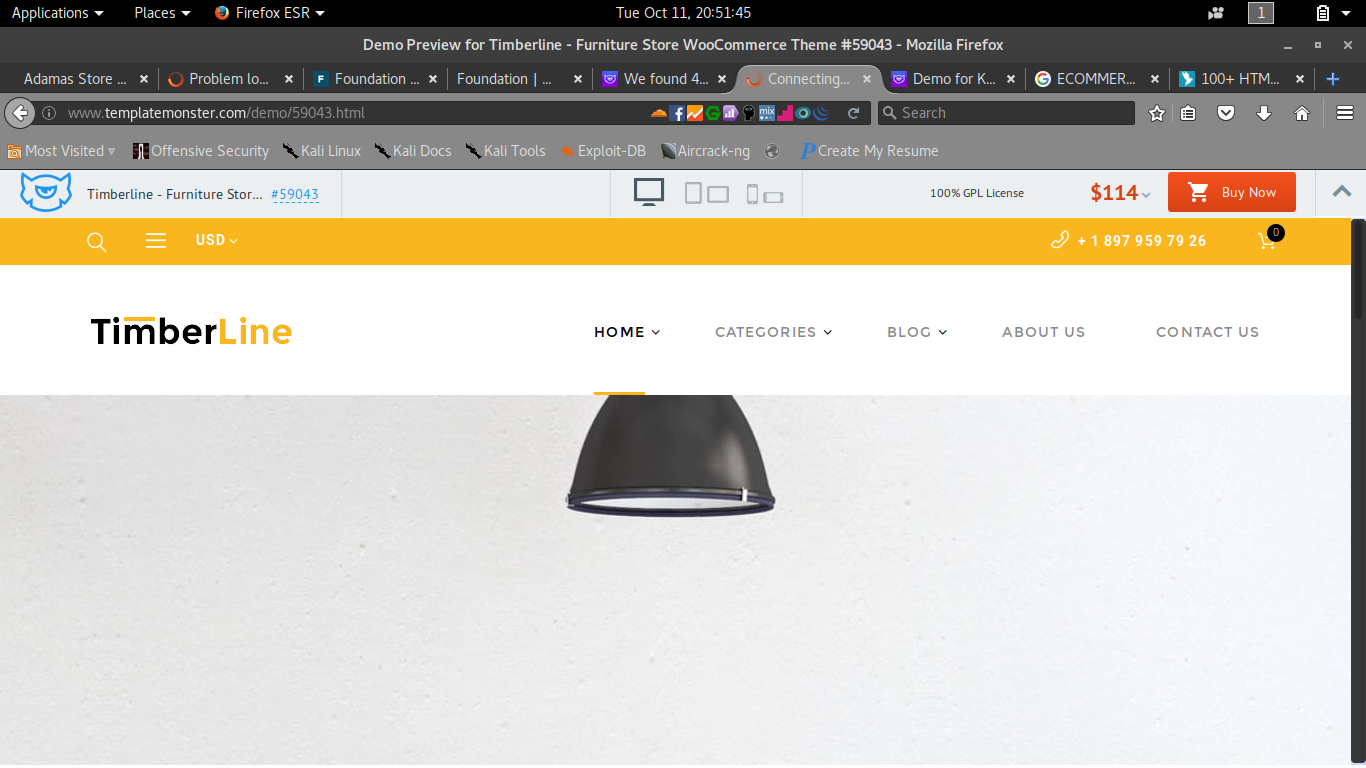 Applications Places Firefox ESR Tue Oct 11, 20:51:45 1
Demo Preview for Timberline - Furniture Store WooCommerce Theme #59043 - Mozilla Firefox
Adamas Store ... Problem lo... Foundation ... Foundation | ... We found 4... Connecting... Demo for K... ECOMMER... 100+ HTM...
www.templatemonster.com/demo/59043.html Search
Most Visited Offensive Security Kali Linux Kali Docs Kali Tools Exploit-DB Aircrack-ng Create My Resume
Timberline - Furniture Stor... #59043 100% GPL License $114 Buy Now
USD + 1 897 959 79 26 0
TimberLine
HOME CATEGORIES BLOG ABOUT US CONTACT US